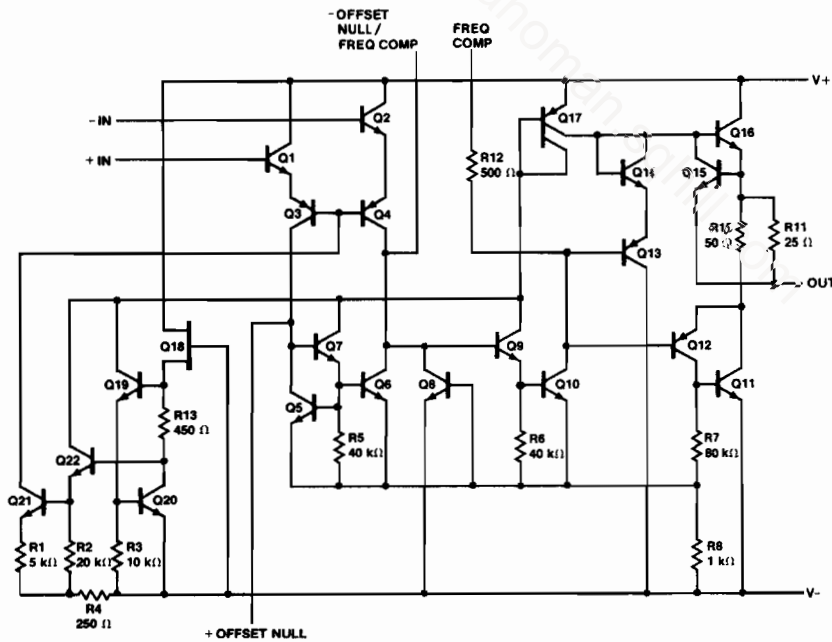 -OFFSET
NULL/
FREQ COMP
FREQ
COMP
V+
-IN
Q2
Q17
Q16
+IN
Q1
R12
500 Ω
Q14
Q15
Q3
Q4
R10
50 Ω
R11
25 Ω
Q13
OUT
Q18
Q7
Q9
Q12
Q19
Q5
Q6
Q8
Q10
Q11
R13
450 Ω
R5
40 kΩ
R6
40 kΩ
R7
80 kΩ
Q22
Q21
Q20
R1
5 kΩ
R2
20 kΩ
R3
10 kΩ
R8
1 kΩ
R4
250 Ω
V-
+OFFSET NULL